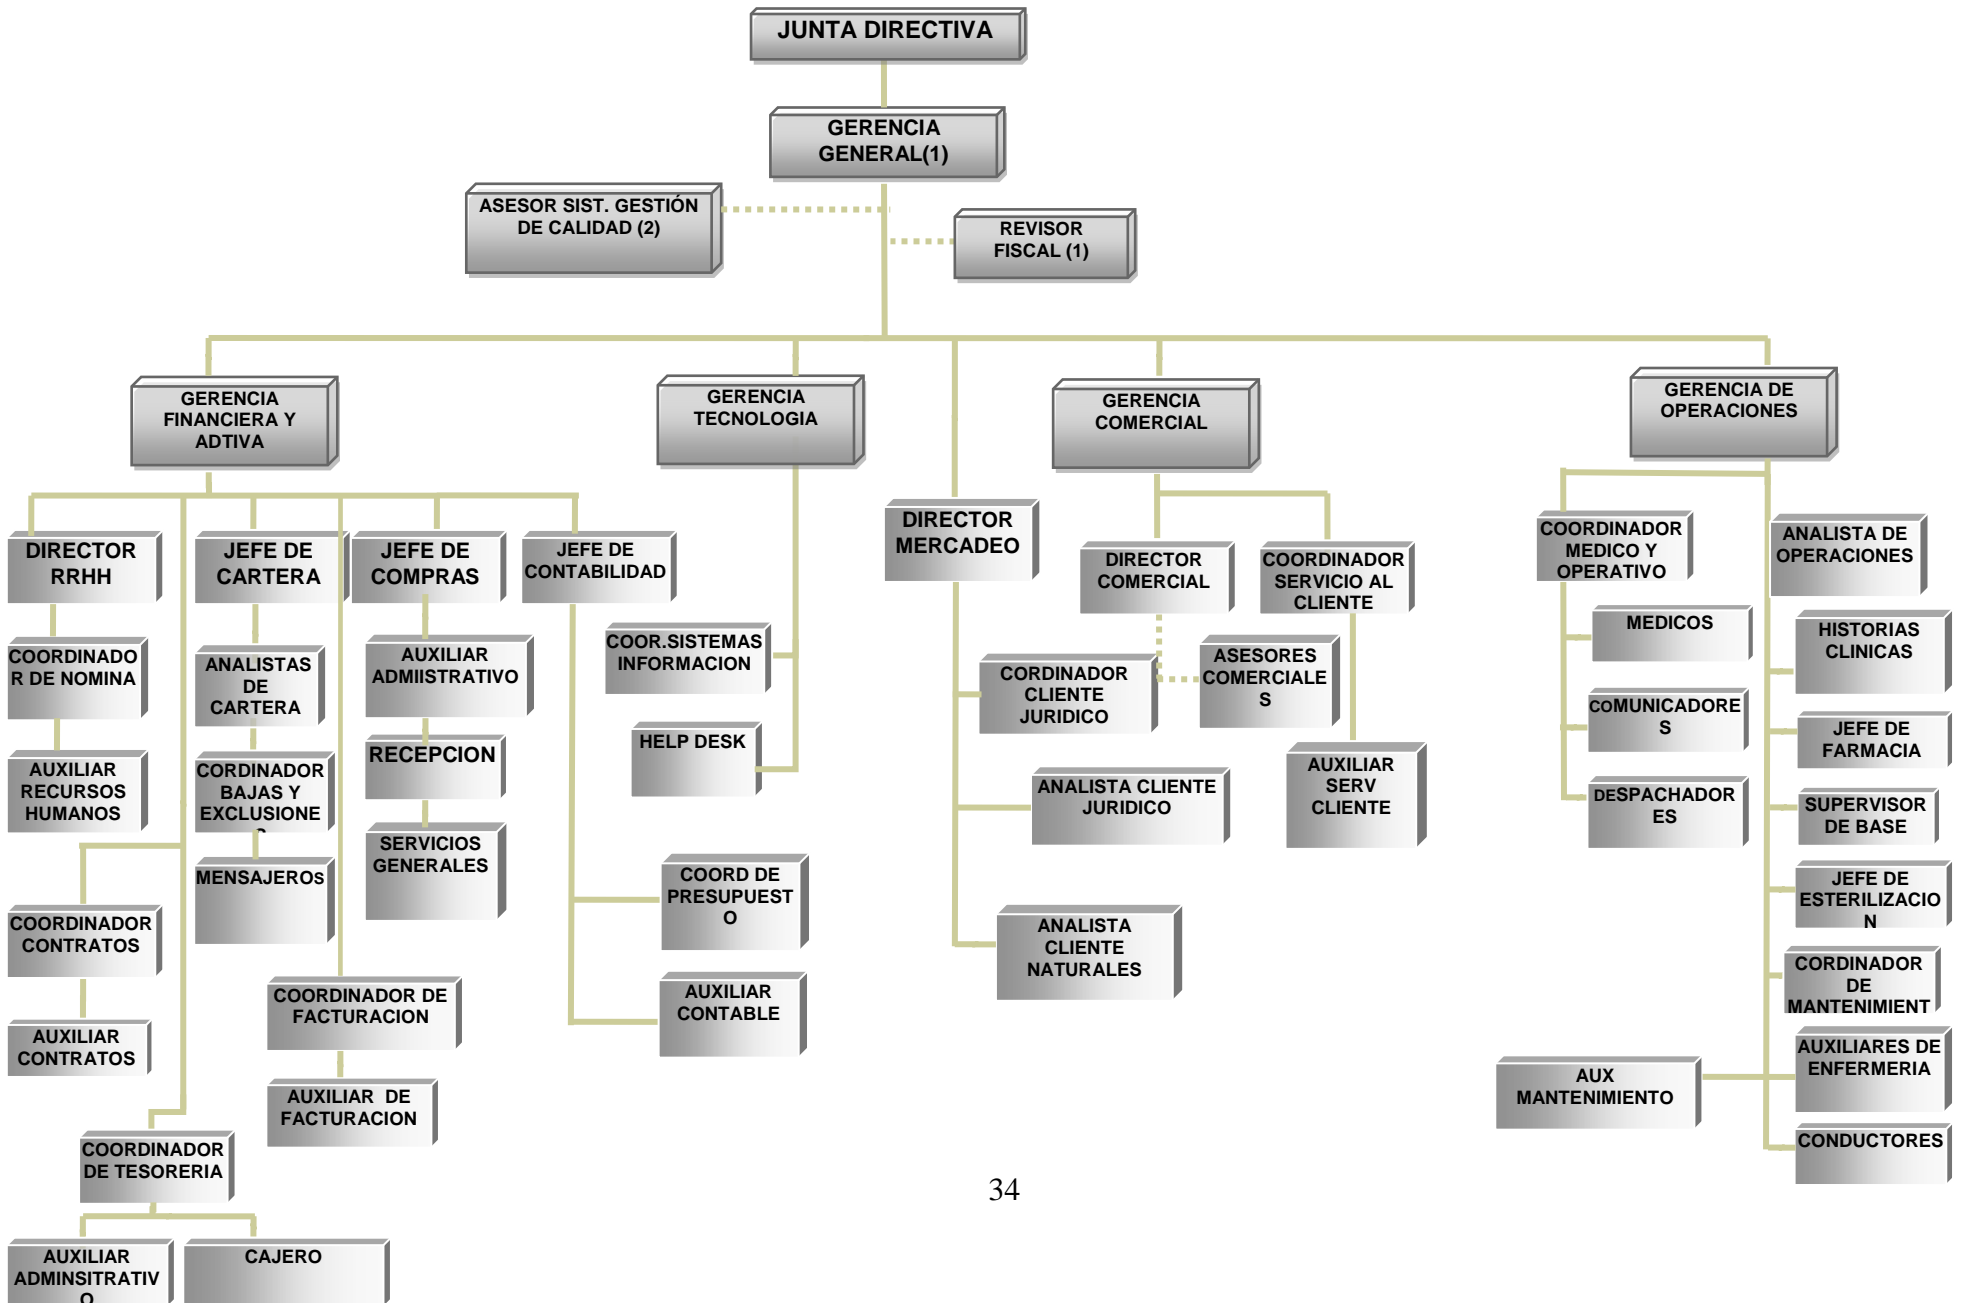 JUNTA DIRECTIVA
GERENCIA
GENERAL(1)
ASESOR SIST. GESTIÓN
DE CALIDAD (2)
REVISOR
FISCAL (1)
GERENCIA
FINANCIERA Y
ADTIVA
GERENCIA
TECNOLOGIA
GERENCIA
COMERCIAL
GERENCIA DE
OPERACIONES
DIRECTOR
RRHH
JEFE DE
CARTERA
JEFE DE
COMPRAS
JEFE DE
CONTABILIDAD
DIRECTOR
MERCADEO
DIRECTOR
COMERCIAL
COORDINADOR
SERVICIO AL
CLIENTE
COORDINADOR
MEDICO Y
OPERATIVO
ANALISTA DE
OPERACIONES
COORDINADO
R DE NOMINA
ANALISTAS
DE
CARTERA
AUXILIAR
ADMIISTRATIVO
COOR.SISTEMAS
INFORMACION
CORDINADOR
CLIENTE
JURIDICO
ASESORES
COMERCIALE
S
MEDICOS
HISTORIAS
CLINICAS
AUXILIAR
RECURSOS
HUMANOS
CORDINADOR
BAJAS Y
EXCLUSIONE
S
RECEPCION
HELP DESK
ANALISTA CLIENTE
JURIDICO
AUXILIAR
SERV
CLIENTE
COMUNICADORE
S
JEFE DE
FARMACIA
DESPACHADOR
ES
SUPERVISOR
DE BASE
MENSAJEROS
SERVICIOS
GENERALES
COORD DE
PRESUPUEST
O
JEFE DE
ESTERILIZACIO
N
COORDINADOR
CONTRATOS
ANALISTA
CLIENTE
NATURALES
CORDINADOR
DE
MANTENIMIENT
COORDINADOR DE
FACTURACION
AUXILIAR
CONTABLE
AUXILIAR
CONTRATOS
AUXILIARES DE
ENFERMERIA
AUX
MANTENIMIENTO
AUXILIAR  DE
FACTURACION
CONDUCTORES
COORDINADOR
DE TESORERIA
34
AUXILIAR
ADMINSITRATIV
O
CAJERO